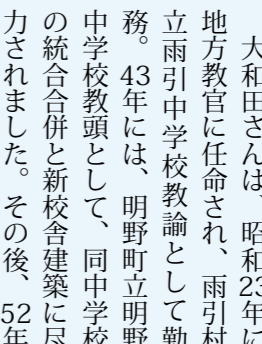 大和田さんは、昭和23年に
地方教官に任命され、雨引村
立雨引中学校教諭として勤
務。43年には、明野町立明野
中学校教頭として、同中学校
の統合合併と新校舎建築に尽
力されました。その後、52年